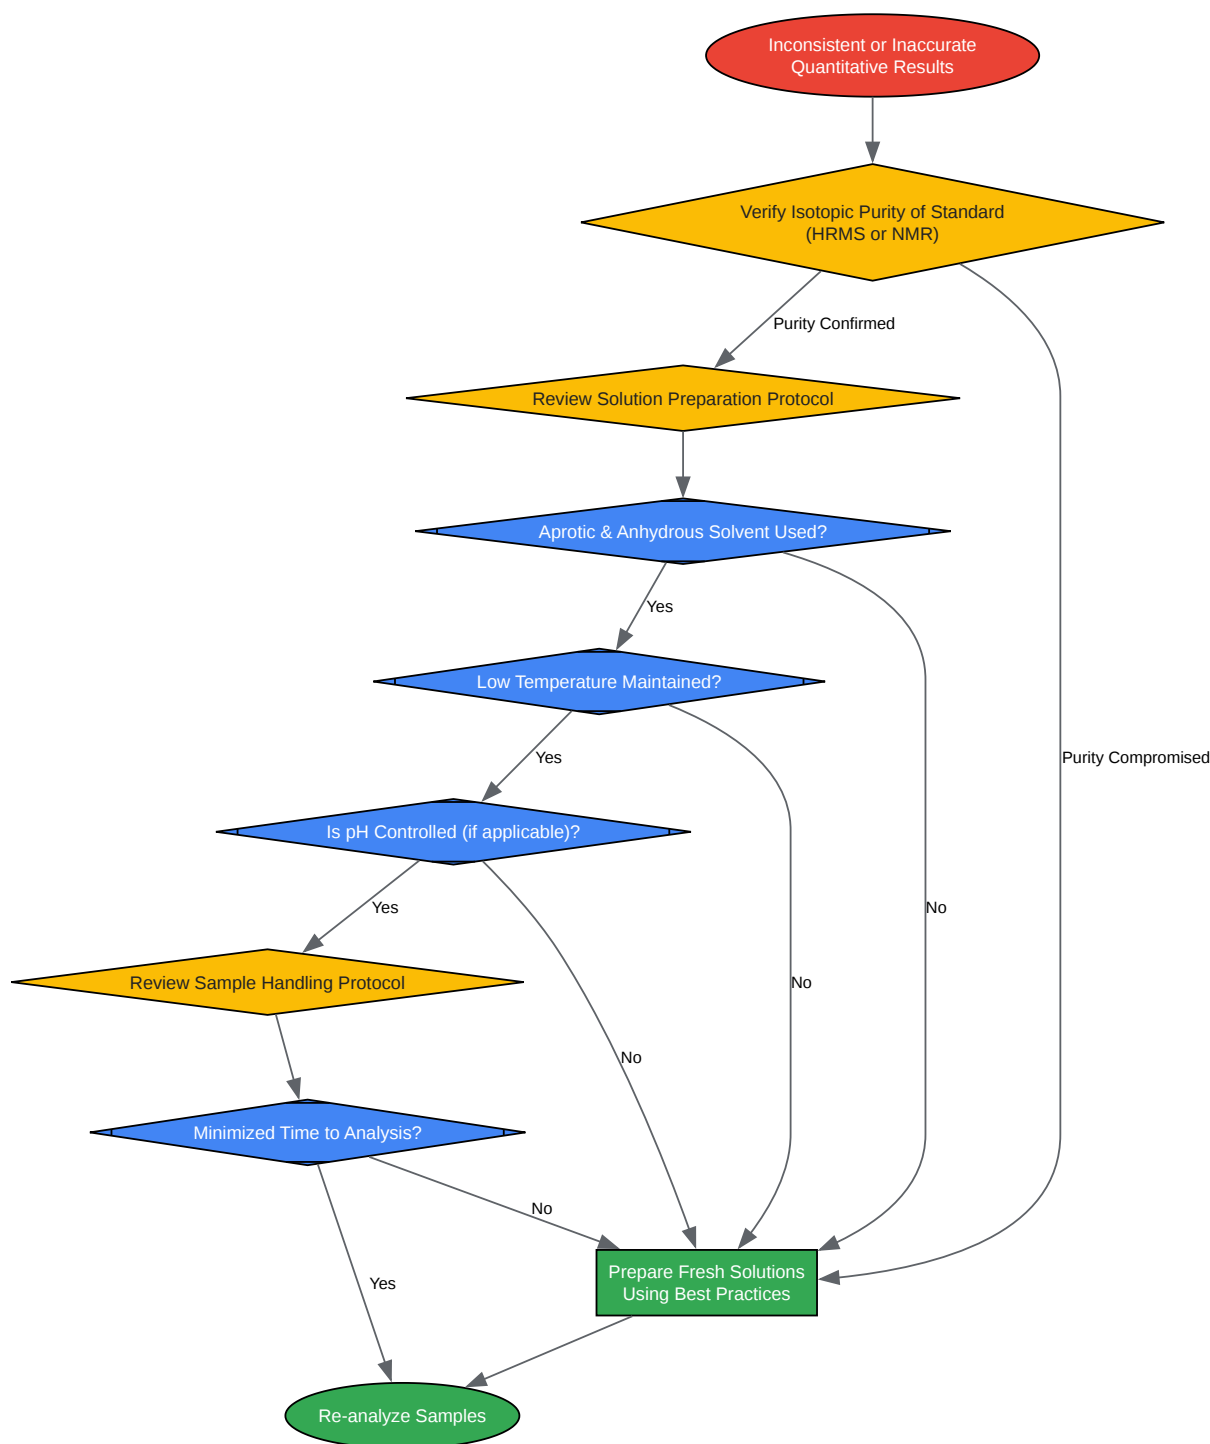 Inconsistent or Inaccurate
Quantitative Results
Verify Isotopic Purity of Standard
(HRMS or NMR)
Purity Confirmed
Review Solution Preparation Protocol
Aprotic & Anhydrous Solvent Used?
Yes
Low Temperature Maintained?
Yes
Purity Compromised
Is pH Controlled (if applicable)?
Yes
No
Review Sample Handling Protocol
No
No
Minimized Time to Analysis?
No
Prepare Fresh Solutions
Using Best Practices
Yes
Re-analyze Samples